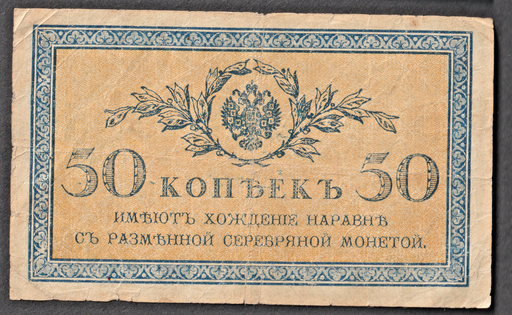 50 КОПѢЕКЪ 50
ИМѢЮТЪ ХОЖДЕНІЕ НАРАВНѢ
СЪ РАЗМѢННОЙ СЕРЕБРЯНОЙ МОНЕТОЙ.